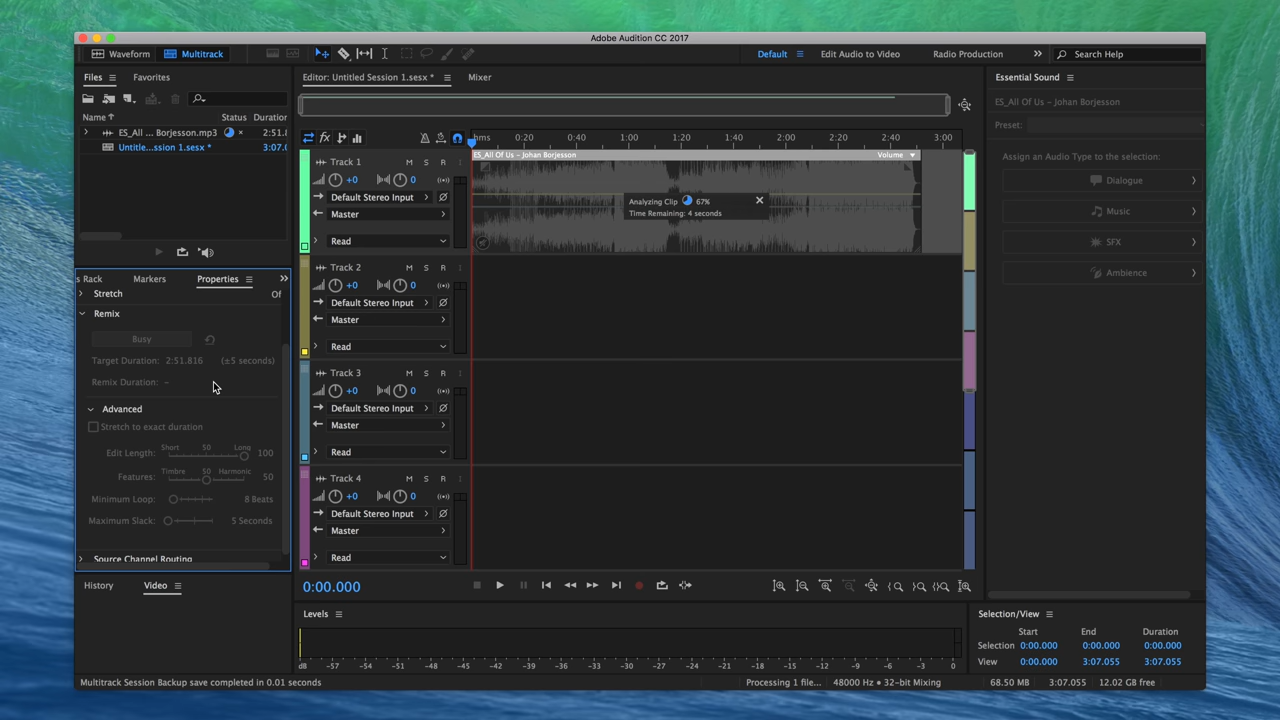 Adobe Audition CC 2017
Waveform Multitrack Default Edit Audio to Video Radio Production Search Help
Files Favorites
Name Status Duration
ES_All ... Borjesson.mp3 2:51.8
Untitle...ssion 1.sesx * 3:07.0
Editor: Untitled Session 1.sesx * Mixer
hms 0:20 0:40 1:00 1:20 1:40 2:00 2:20 2:40 3:00
ES_All Of Us – Johan Borjesson Volume
Analyzing Clip 67%
Time Remaining: 4 seconds
Track 1 M S R I
+0 0
Default Stereo Input
Master
Read
Track 2 M S R I
+0 0
Default Stereo Input
Master
Read
Track 3 M S R I
+0 0
Default Stereo Input
Master
Read
Track 4 M S R I
+0 0
Default Stereo Input
Master
Read
s Rack Markers Properties
Stretch Of
Remix
Busy
Target Duration: 2:51.816 (±5 seconds)
Remix Duration: –
Advanced
Stretch to exact duration
Edit Length: Short 50 Long 100
Features: Timbre 50 Harmonic 50
Minimum Loop: 8 Beats
Maximum Slack: 5 Seconds
Source Channel Routing
History Video
0:00.000
Levels
dB -57 -54 -51 -48 -45 -42 -39 -36 -33 -30 -27 -24 -21 -18 -15 -12 -9 -6 -3 0
Essential Sound
ES_All Of Us – Johan Borjesson
Preset:
Assign an Audio Type to the selection:
Dialogue
Music
SFX
Ambience
Selection/View
Start End Duration
Selection 0:00.000 0:00.000 0:00.000
View 0:00.000 3:07.055 3:07.055
Multitrack Session Backup save completed in 0.01 seconds Processing 1 file... 48000 Hz • 32-bit Mixing 68.50 MB 3:07.055 12.02 GB free